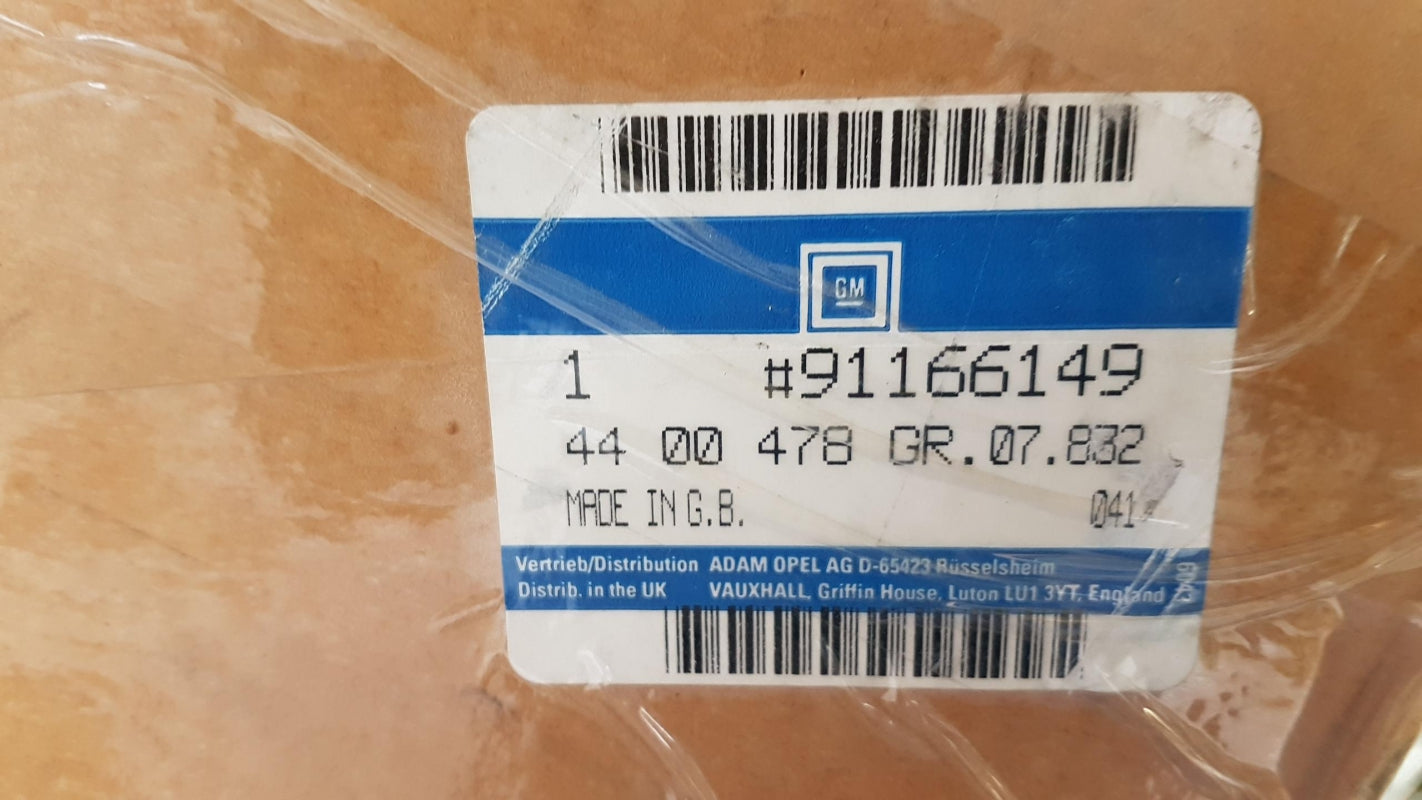 GM
1 #91166149
44 00 478 GR.07.832
MADE IN G.B. 041
Vertrieb/Distribution ADAM OPEL AG D-65423 Rüsselsheim
Distrib. in the UK VAUXHALL, Griffin House, Luton LU1 3YT, England